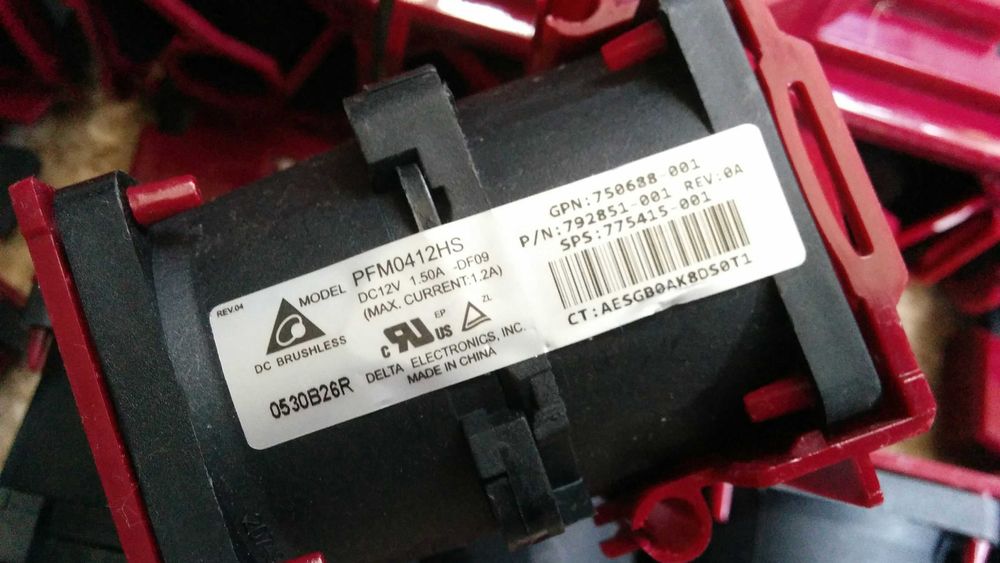 REV.04
MODEL PFM0412HS
DC12V 1.50A -DF09
(MAX. CURRENT:1.2A)
DC BRUSHLESS
c RU US EP
ZL
0530B26R
DELTA ELECTRONICS, INC.
MADE IN CHINA
GPN:750688-001
P/N:792851-001 REV:0A
SPS:775415-001
CT:AESGB0AK8DS0T1